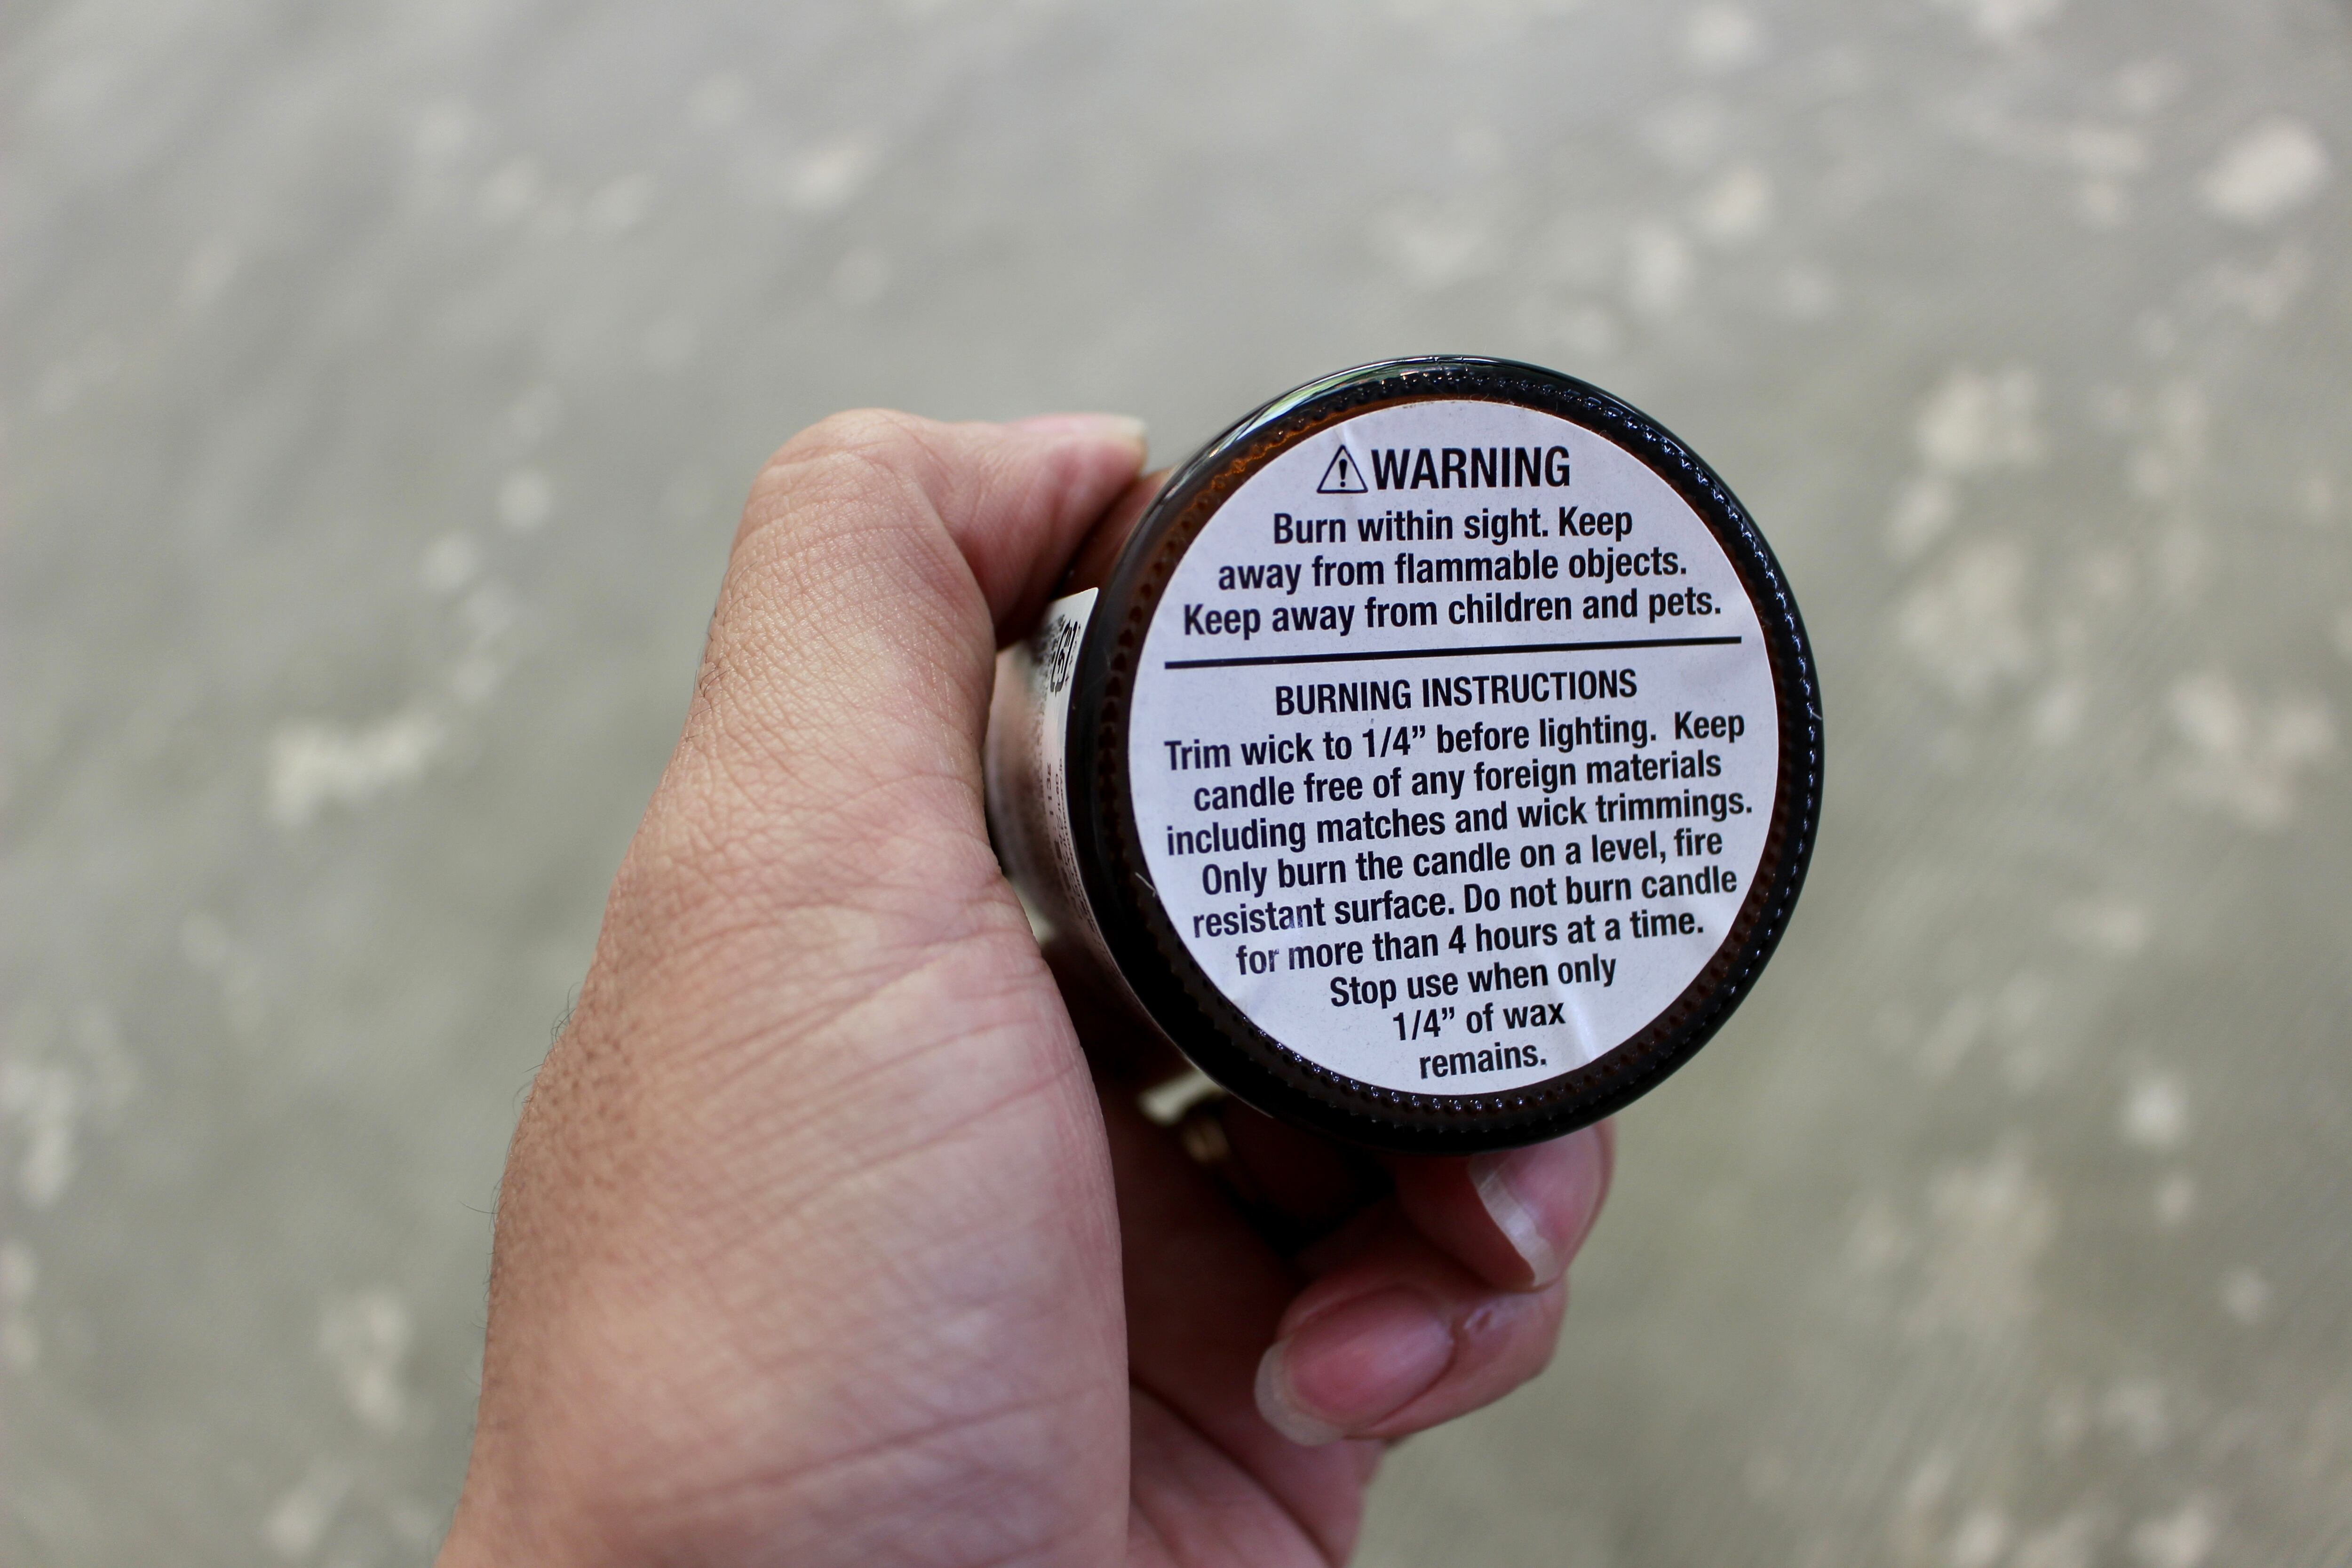 ⚠WARNING
Burn within sight. Keep
away from flammable objects.
Keep away from children and pets.
BURNING INSTRUCTIONS
Trim wick to 1/4” before lighting.  Keep
candle free of any foreign materials
including matches and wick trimmings.
Only burn the candle on a level, fire
resistant surface. Do not burn candle
for more than 4 hours at a time.
Stop use when only
1/4” of wax
remains.